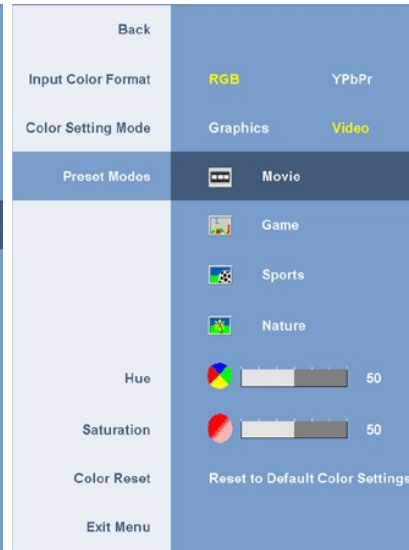 Back
Input Color Format RGB YPbPr
Color Setting Mode Graphics Video
Preset Modes Movie
Game
Sports
Nature
Hue 50
Saturation 50
Color Reset Reset to Default Color Settings
Exit Menu